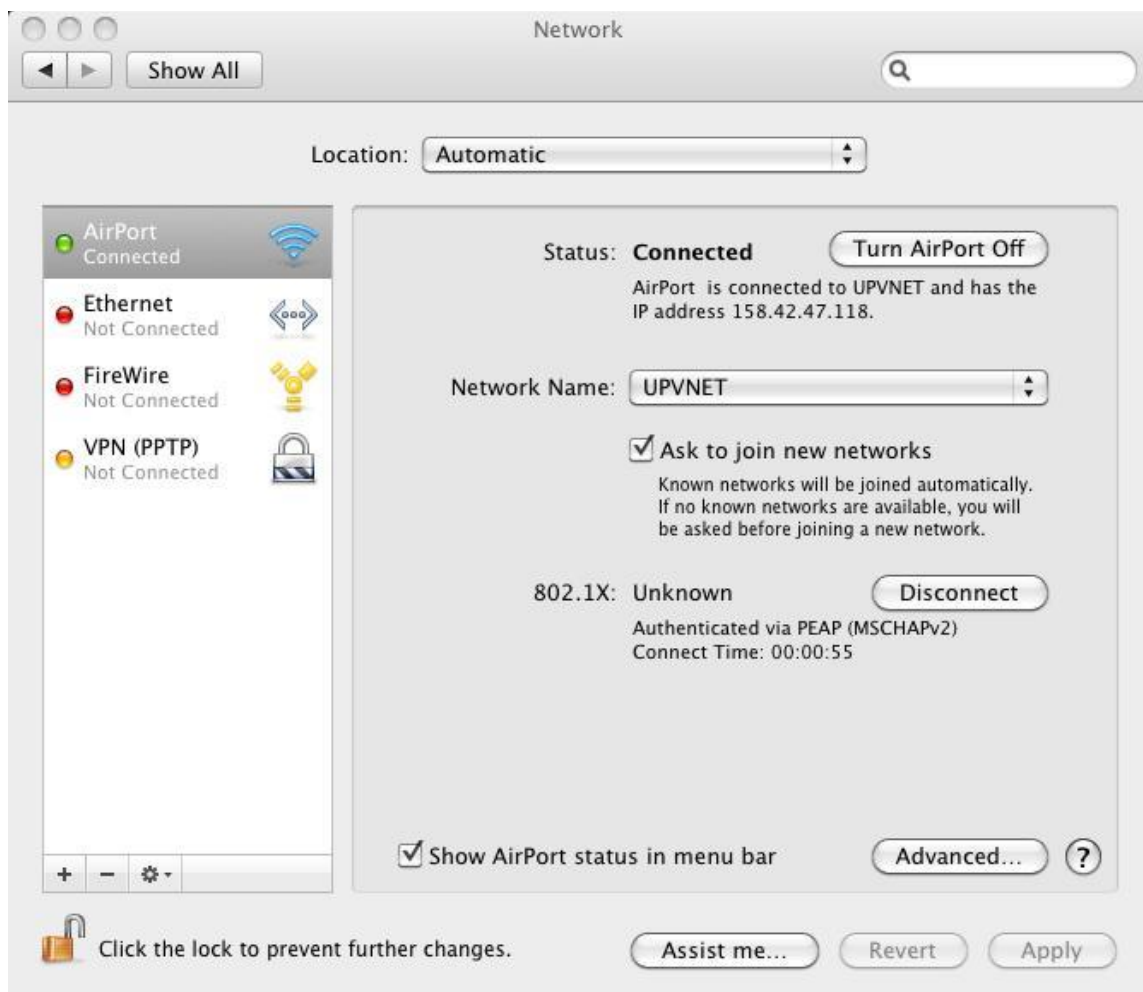 Network
Show All
Location: Automatic
AirPort
Connected
Ethernet
Not Connected
FireWire
Not Connected
VPN (PPTP)
Not Connected
Status: Connected Turn AirPort Off
AirPort is connected to UPVNET and has the
IP address 158.42.47.118.
Network Name: UPVNET
Ask to join new networks
Known networks will be joined automatically.
If no known networks are available, you will
be asked before joining a new network.
802.1X: Unknown Disconnect
Authenticated via PEAP (MSCHAPv2)
Connect Time: 00:00:55
Show AirPort status in menu bar Advanced... ?
Click the lock to prevent further changes. Assist me... Revert Apply